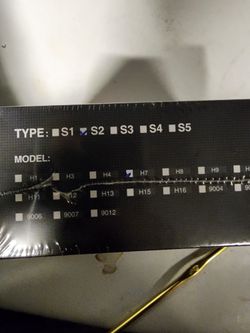 TYPE: S1 S2 S3 S4 S5
MODEL:
H1 H3 H4 H7 H8 H9 H
H11 H12 H13 H15 H16 9004
9006 9007 9012